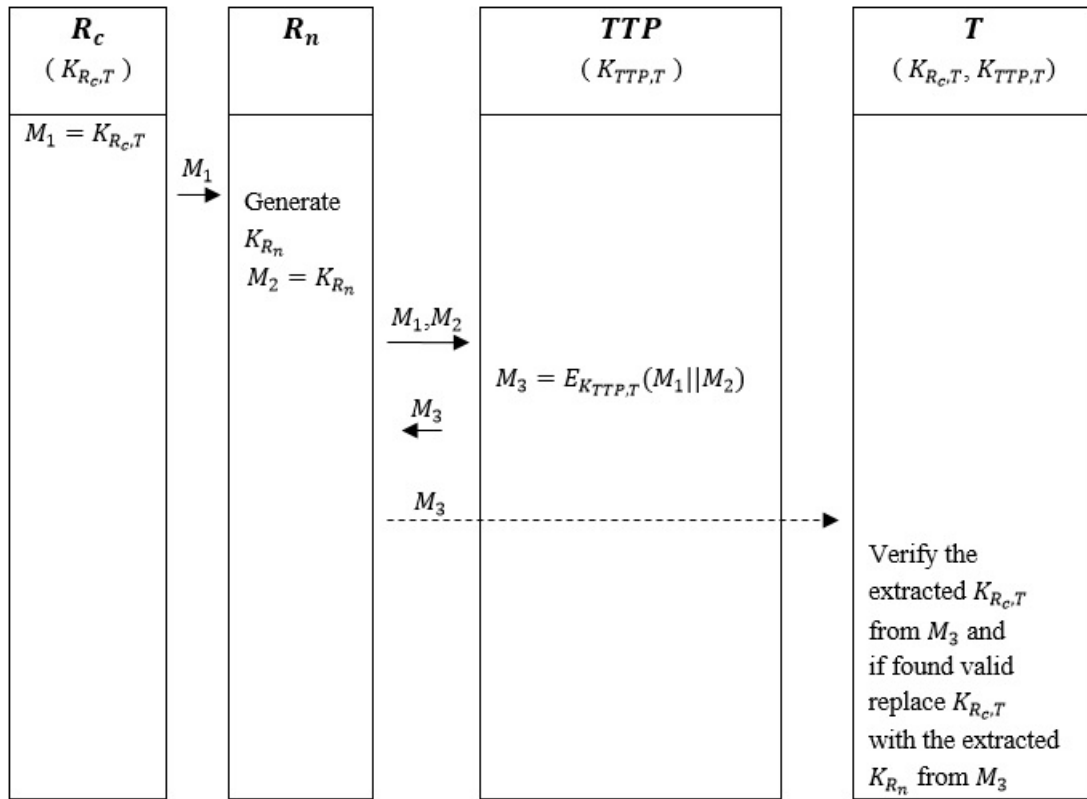 R_c
( K_{R_c,T} )
M_1 = K_{R_c,T}
M_1
R_n
Generate
K_{R_n}
M_2 = K_{R_n}
M_1,M_2
TTP
( K_{TTP,T} )
M_3 = E_{K_{TTP,T}}(M_1||M_2)
M_3
M_3
T
( K_{R_c,T}, K_{TTP,T})
Verify the
extracted K_{R_c,T}
from M_3 and
if found valid
replace K_{R_c,T}
with the extracted
K_{R_n} from M_3